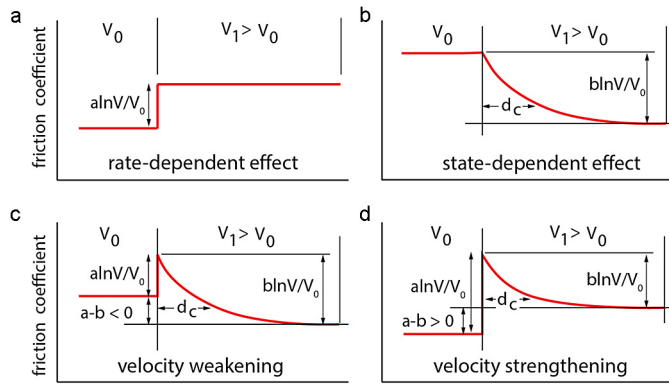 a
V0
V1 > V0
friction coefficient
alnV/V0
rate-dependent effect
b
V0
V1 > V0
dc
blnV/V0
state-dependent effect
c
V0
V1 > V0
friction coefficient
alnV/V0
a-b < 0
dc
blnV/V0
velocity weakening
d
V0
V1 > V0
alnV/V0
a-b > 0
dc
blnV/V0
velocity strengthening